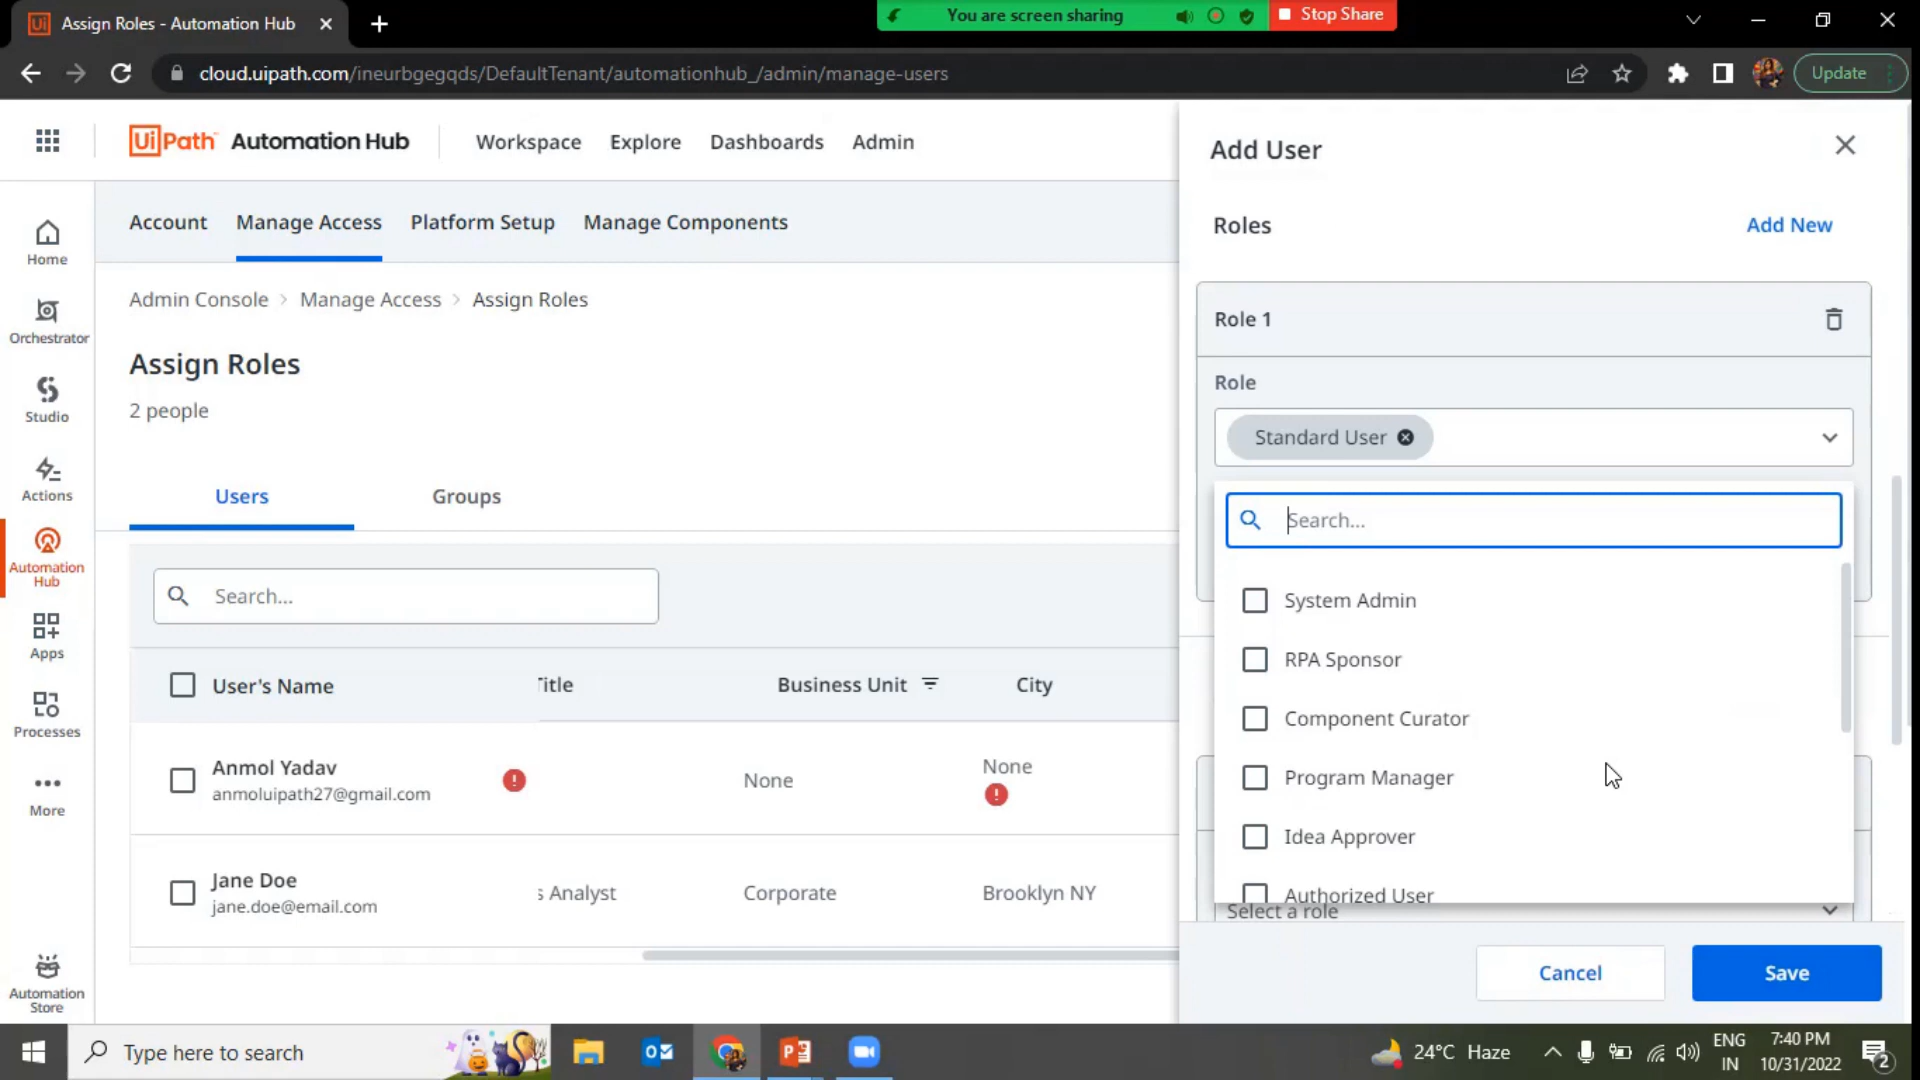 Assign Roles - Automation Hub
You are screen sharing
Stop Share
cloud.uipath.com/ineurbgegqds/DefaultTenant/automationhub_/admin/manage-users
Update
UiPath Automation Hub
Workspace
Explore
Dashboards
Admin
Add User
Account
Manage Access
Platform Setup
Manage Components
Roles
Add New
Home
Orchestrator
Studio
Actions
Automation
Hub
Apps
Processes
More
Automation
Store
Admin Console > Manage Access > Assign Roles
Assign Roles
2 people
Users
Groups
Search...
User's Name
Title
Business Unit
City
Anmol Yadav
anmoluipath27@gmail.com
None
None
Jane Doe
jane.doe@email.com
s Analyst
Corporate
Brooklyn NY
Role 1
Role
Standard User
Search...
System Admin
RPA Sponsor
Component Curator
Program Manager
Idea Approver
Authorized User
Select a role
Cancel
Save
Type here to search
24°C Haze
ENG
IN
7:40 PM
10/31/2022
2